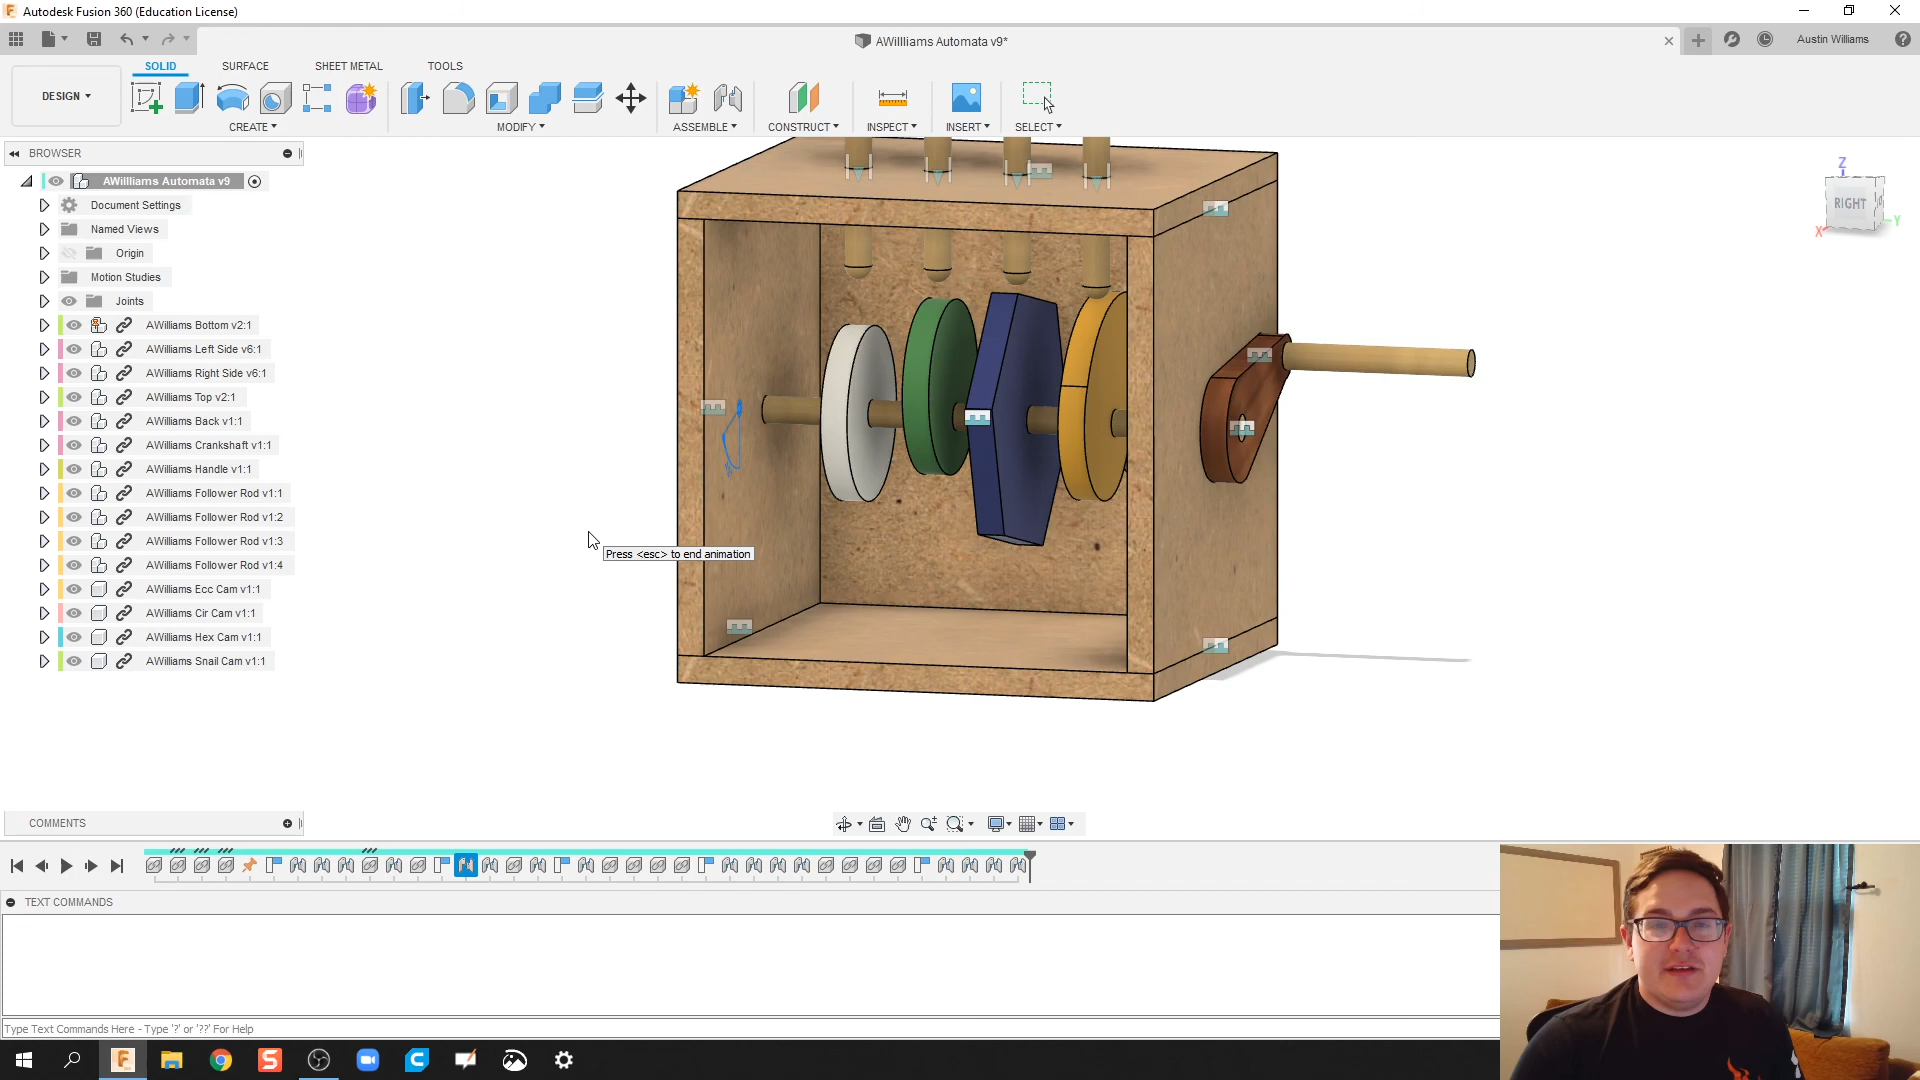 Autodesk Fusion 360 (Education License)
AWillliams Automata v9*
Austin Williams
DESIGN
SOLID
SURFACE
SHEET METAL
TOOLS
CREATE
MODIFY
ASSEMBLE
CONSTRUCT
INSPECT
INSERT
SELECT
BROWSER
AWillliams Automata v9
Document Settings
Named Views
Origin
Motion Studies
Joints
AWilliams Bottom v2:1
AWilliams Left Side v6:1
AWilliams Right Side v6:1
AWilliams Top v2:1
AWilliams Back v1:1
AWilliams Crankshaft v1:1
AWilliams Handle v1:1
AWilliams Follower Rod v1:1
AWilliams Follower Rod v1:2
AWilliams Follower Rod v1:3
AWilliams Follower Rod v1:4
AWilliams Ecc Cam v1:1
AWilliams Cir Cam v1:1
AWilliams Hex Cam v1:1
AWilliams Snail Cam v1:1
Press <esc> to end animation
Z
RIGHT
X
Y
COMMENTS
TEXT COMMANDS
Type Text Commands Here - Type '?' or '??' For Help